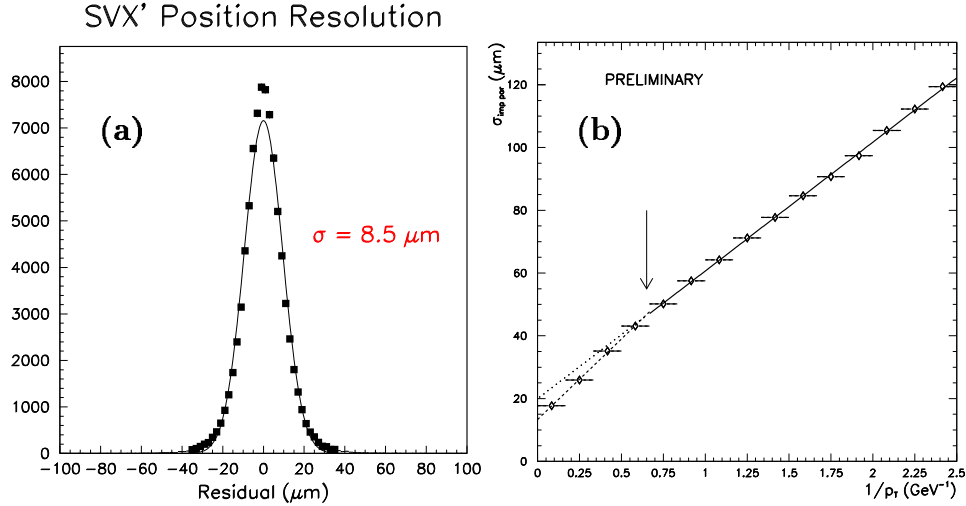 SVX' Position Resolution
8000
7000
6000
5000
4000
3000
2000
1000
0
(a)
σ = 8.5 μm
-100 -80 -60 -40 -20 0 20 40 60 80 100
Residual (μm)
σimp par (μm)
120
100
80
60
40
20
0
PRELIMINARY
(b)
0 0.25 0.5 0.75 1 1.25 1.5 1.75 2 2.25 2.5
1/pT (GeV⁻¹)